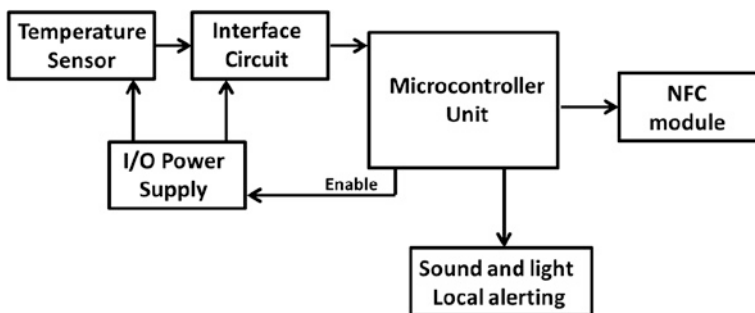 Temperature
Sensor
Interface
Circuit
Microcontroller
Unit
NFC
module
I/O Power
Supply
Enable
Sound and light
Local alerting